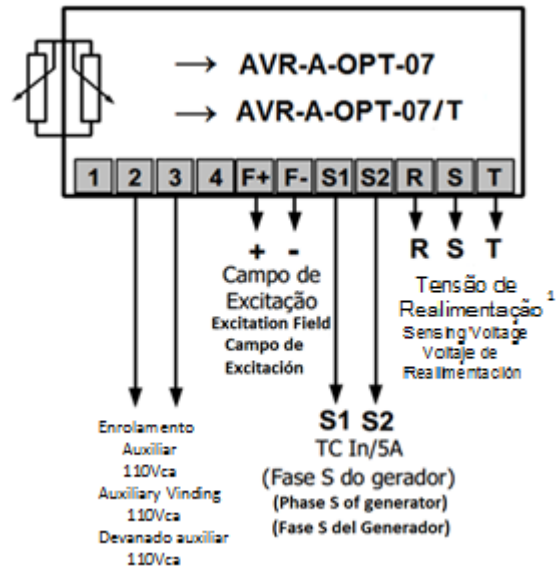 → AVR-A-OPT-07
→ AVR-A-OPT-07/T
1 2 3 4 F+ F- S1 S2 R S T
+ -
Campo de
Excitação
Excitation Field
Campo de
Excitación
R S T
Tensão de
Realimentação 1
Sensing Voltage
Voltaje de
Reallmentación
Enrolamento
Auxiliar
110Vca
Auxiliary Vinding
110Vca
Devanado auxiliar
110Vca
S1 S2
TC In/5A
(Fase S do gerador)
(Phase S of generator)
(Fase S del Generador)